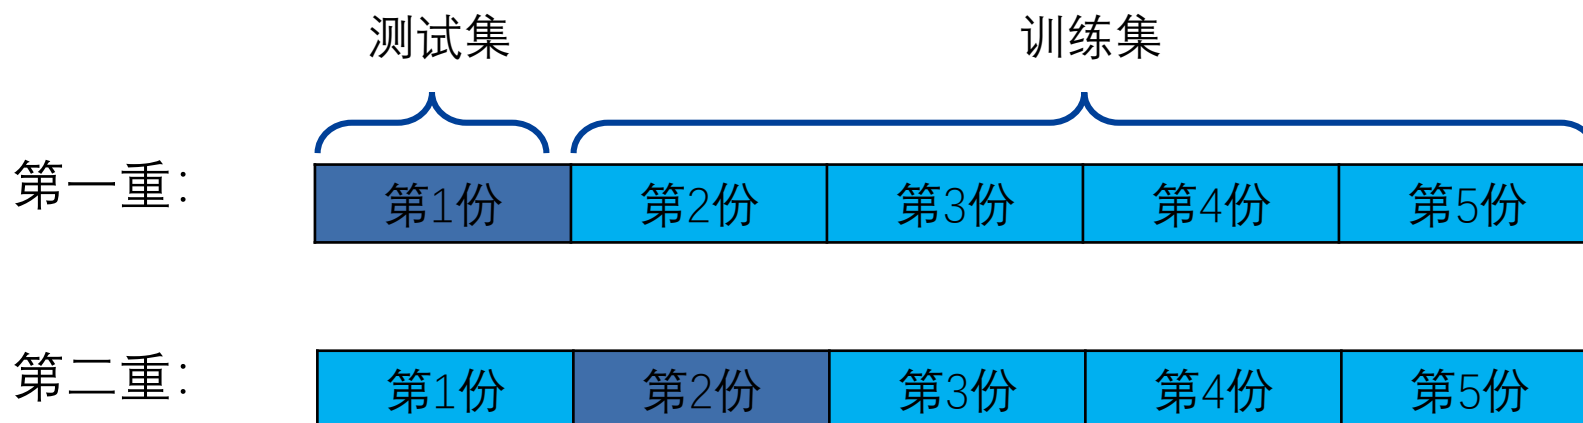 测试集 训练集
第一重: 第1份 第2份 第3份 第4份 第5份
第二重: 第1份 第2份 第3份 第4份 第5份